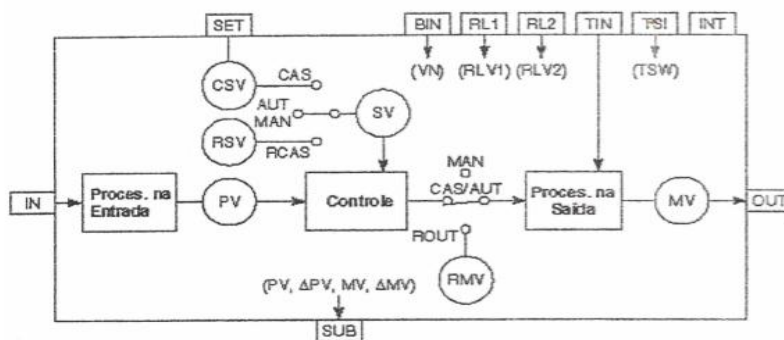 SET BIN RL1 RL2 TIN TSI INT
(VN) (RLV1) (RLV2) (TSW)
CSV CAS
AUT
MAN SV
RSV RCAS
MAN
IN Proces. na Entrada PV Controle CAS/AUT Proces. na Saída MV OUT
ROUT
RMV
(PV, ΔPV, MV, ΔMV)
SUB